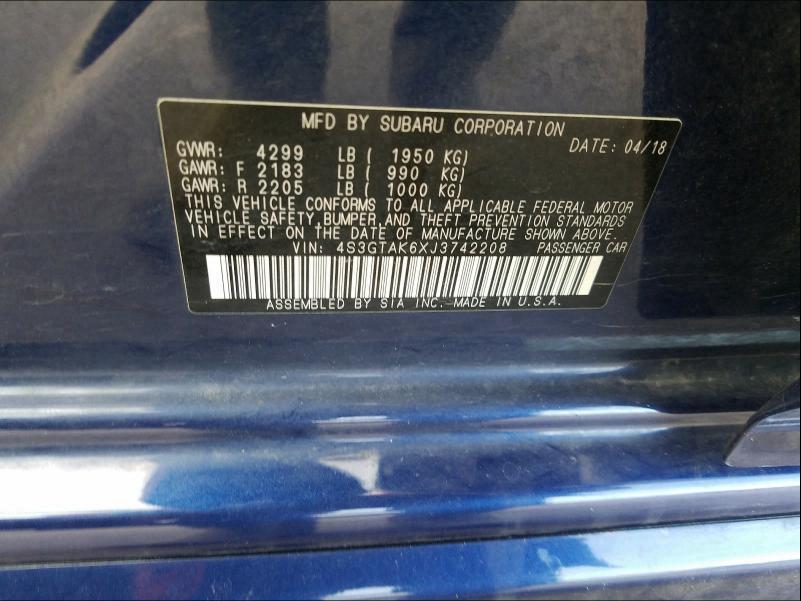 MFD BY SUBARU CORPORATION
DATE: 04/18
GVWR: 4299 LB ( 1950 KG)
GAWR: F 2183 LB ( 990 KG)
GAWR: R 2205 LB ( 1000 KG)
THIS VEHICLE CONFORMS TO ALL APPLICABLE FEDERAL MOTOR
VEHICLE SAFETY, BUMPER, AND THEFT PREVENTION STANDARDS
IN EFFECT ON THE DATE OF MANUFACTURE SHOWN ABOVE.
VIN: 4S3GTAK6XJ3742208 PASSENGER CAR
ASSEMBLED BY SIA INC. MADE IN U.S.A.